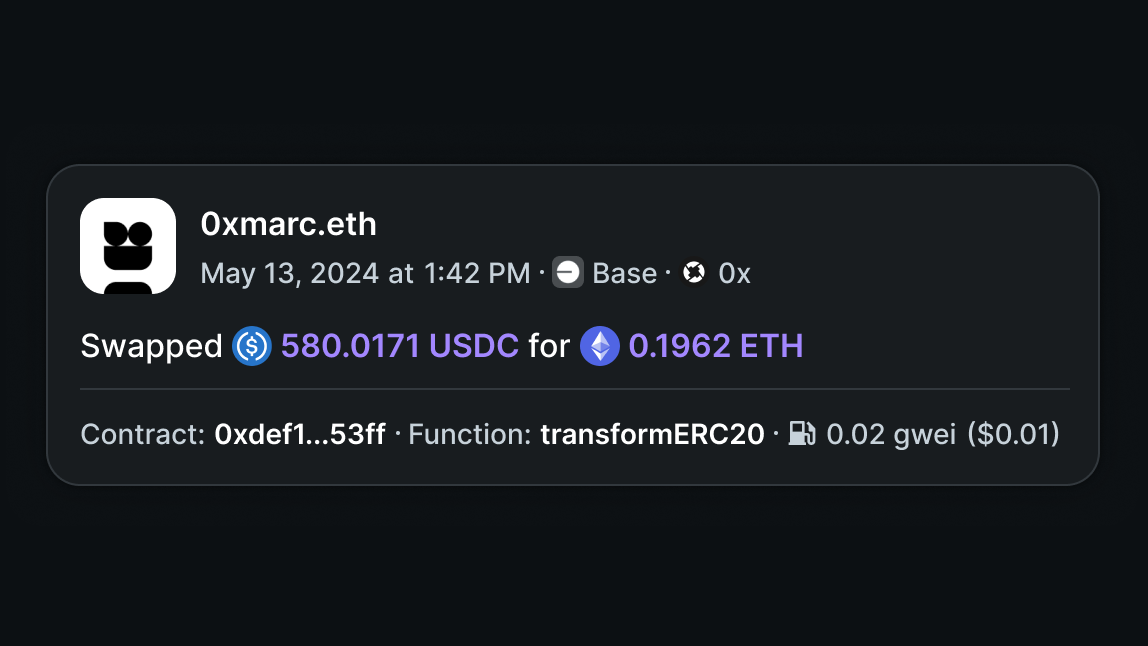 0xmarc.eth
May 13, 2024 at 1:42 PM · Base · 0x
Swapped 580.0171 USDC for 0.1962 ETH
Contract: 0xdef1...53ff · Function: transformERC20 · 0.02 gwei ($0.01)